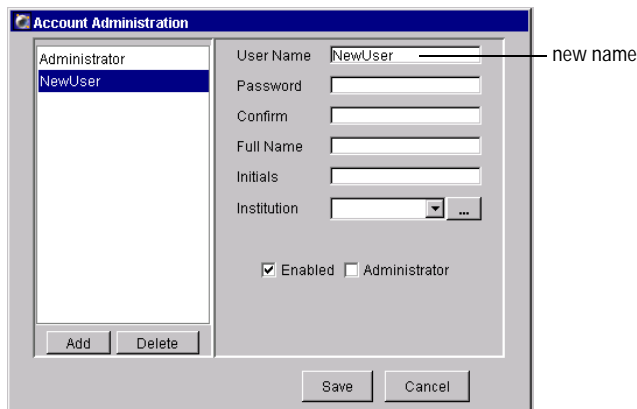 Account Administration
Administrator
NewUser
Add
Delete
User Name
NewUser
new name
Password
Confirm
Full Name
Initials
Institution
...
Enabled
Administrator
Save
Cancel